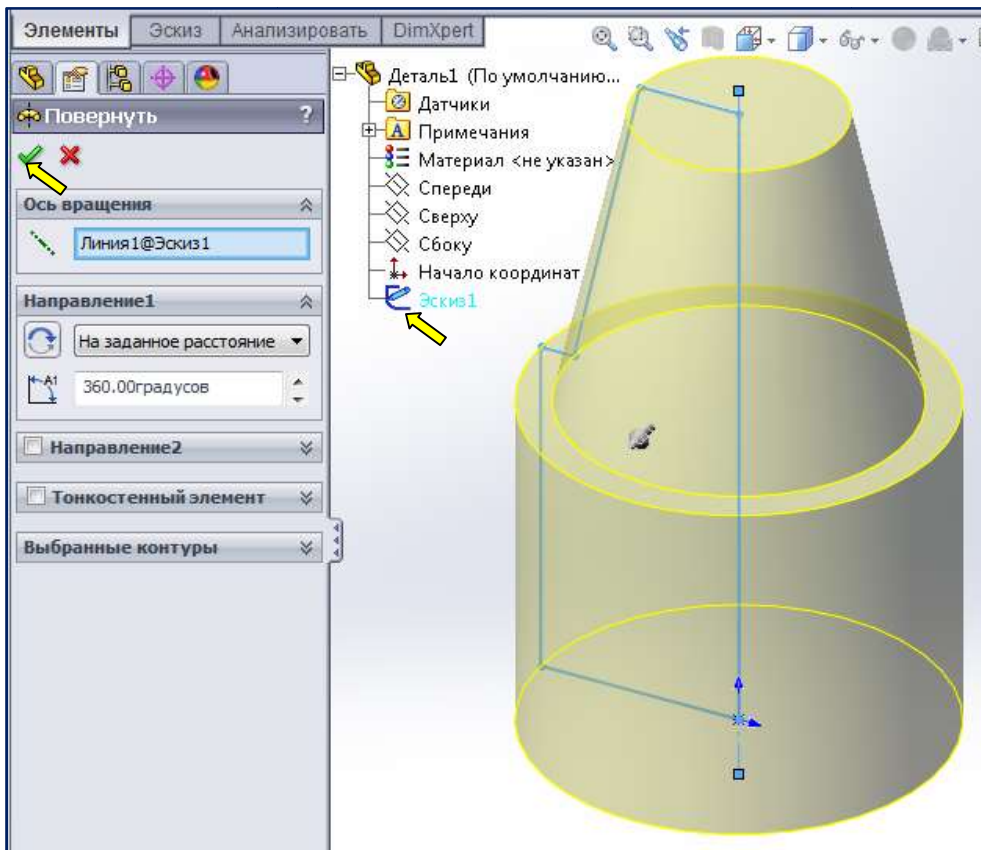 Элементы Эскиз Анализировать DimXpert
Деталь1 (По умолчанию...
Датчики
A Примечания
Материал <не указан>
Спереди
Сверху
Сбоку
Начало координат
Эскиз1
Повернуть ?
Ось вращения
Линия1@Эскиз1
Направление1
На заданное расстояние
A1 360.00градусов
Направление2
Тонкостенный элемент
Выбранные контуры